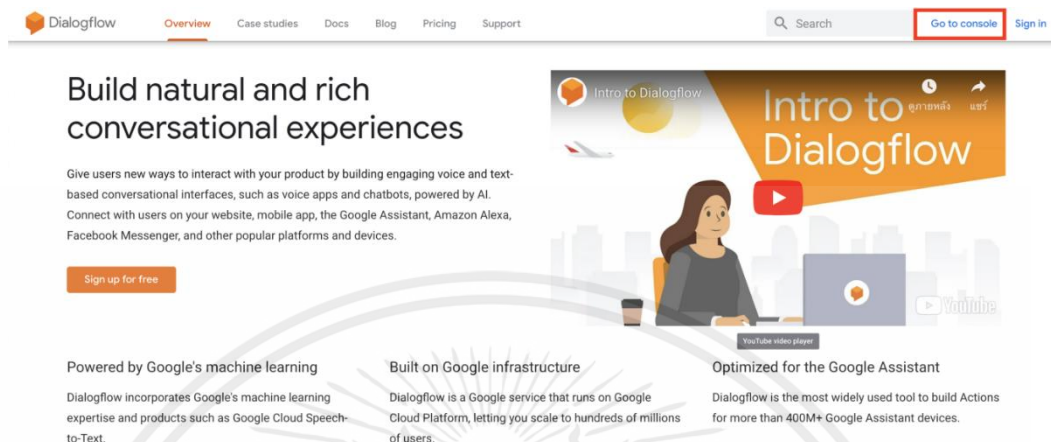 Dialogflow Overview Case studies Docs Blog Pricing Support Search Go to console Sign in
Build natural and rich
conversational experiences
Give users new ways to interact with your product by building engaging voice and text-
based conversational interfaces, such as voice apps and chatbots, powered by AI.
Connect with users on your website, mobile app, the Google Assistant, Amazon Alexa,
Facebook Messenger, and other popular platforms and devices.
Sign up for free
Intro to Dialogflow
ดูภายหลัง แชร์
Intro to
Dialogflow
YouTube
YouTube video player
Powered by Google's machine learning
Dialogflow incorporates Google's machine learning
expertise and products such as Google Cloud Speech-
to-Text.
Built on Google infrastructure
Dialogflow is a Google service that runs on Google
Cloud Platform, letting you scale to hundreds of millions
of users.
Optimized for the Google Assistant
Dialogflow is the most widely used tool to build Actions
for more than 400M+ Google Assistant devices.